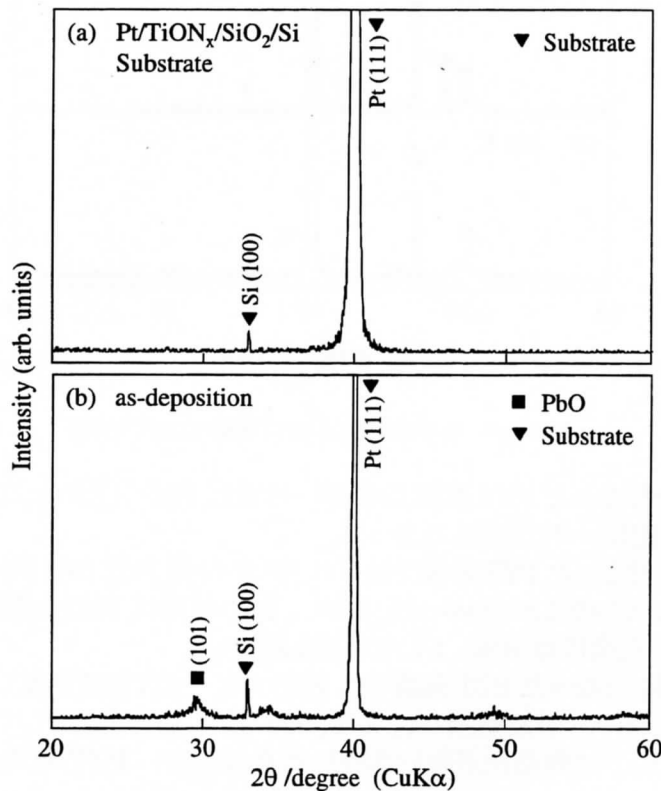 (a) Pt/TiONx/SiO2/Si
Substrate
▼ Substrate
Pt (111)
Si (100)
(b) as-deposition
■ PbO
▼ Substrate
Pt (111)
(101)
Si (100)
Intensity (arb. units)
20 30 40 50 60
2θ /degree (CuKα)